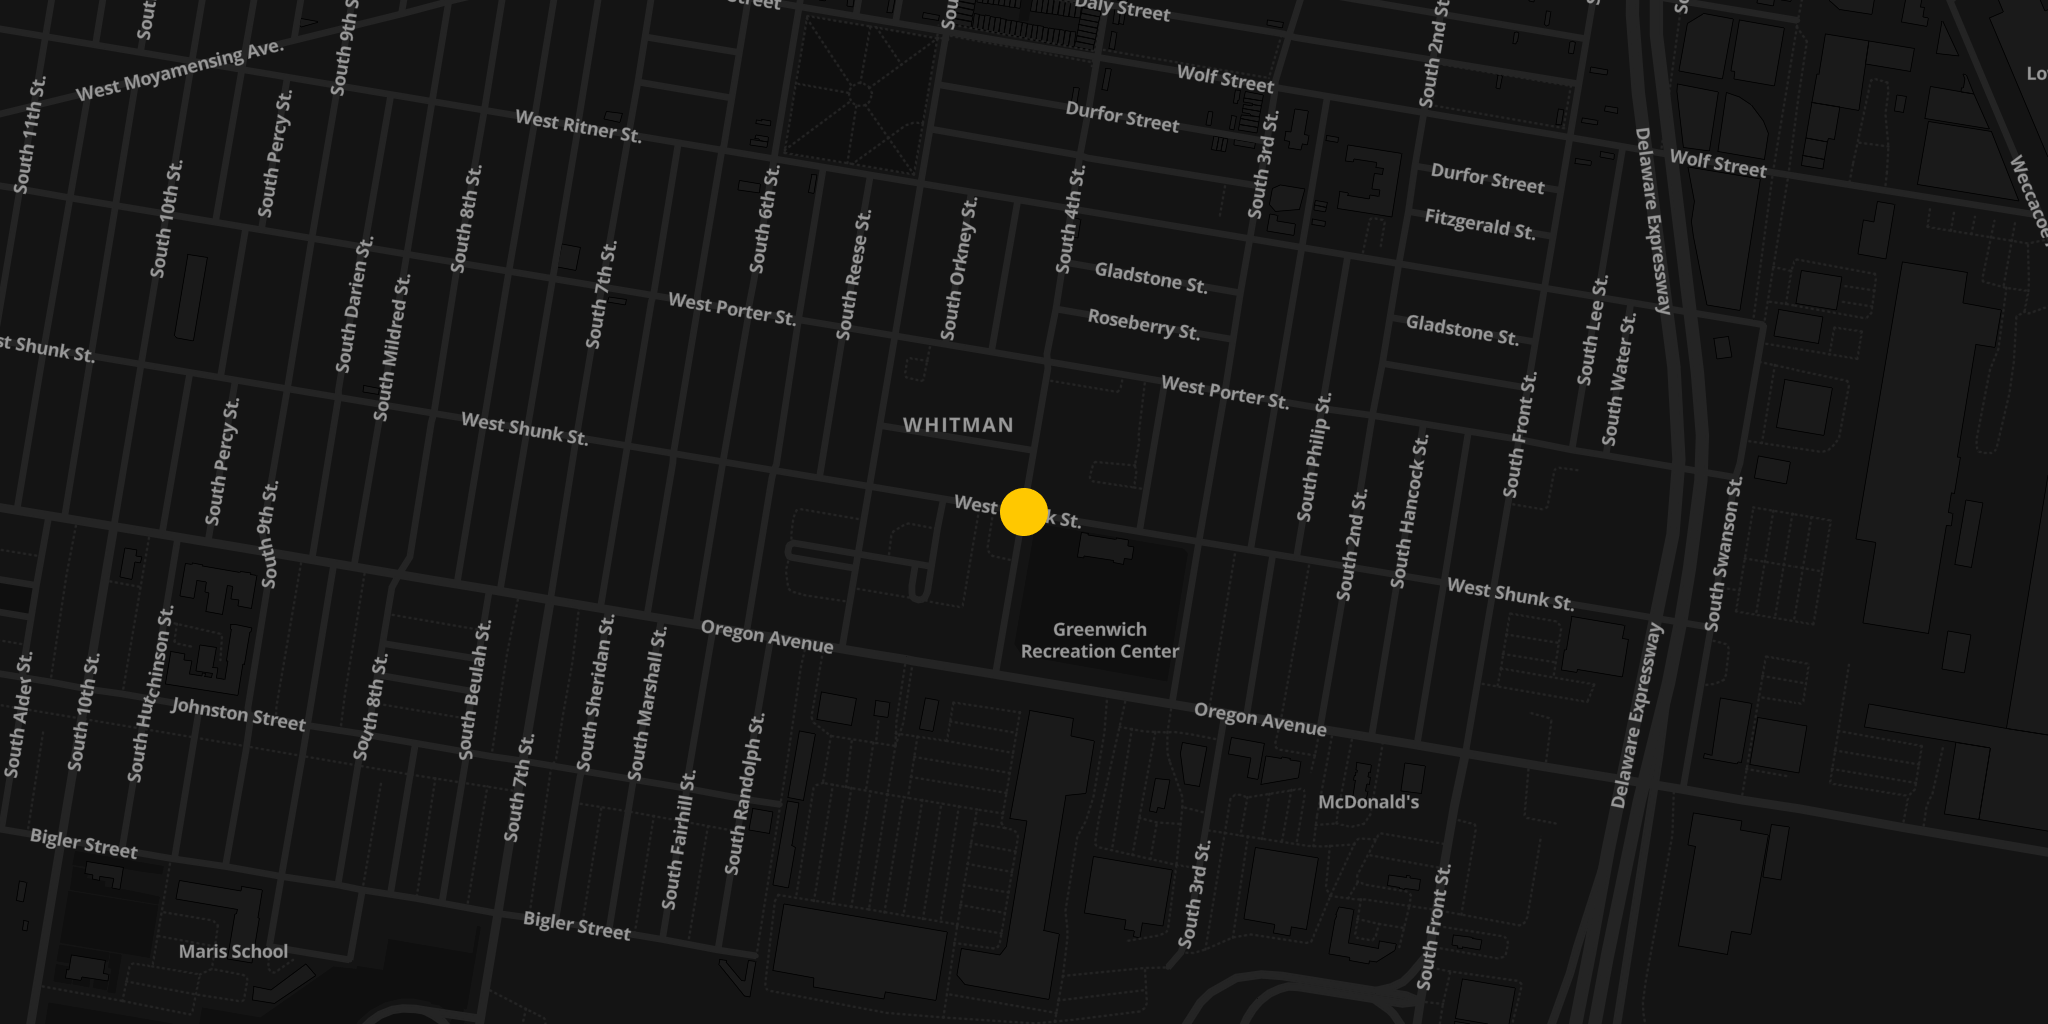 Street
Daly Street
South
South 9th S
South 2nd St.
West Moyamensing Ave.
Wolf Street
Lo
South 11th St.
South Percy St.
West Ritner St.
Durfor Street
South 3rd St.
Wolf Street
Delaware Expressway
Weccacoe
South 10th St.
South 8th St.
South 6th St.
South 4th St.
Durfor Street
Fitzgerald St.
South Reese St.
South Orkney St.
South Darien St.
South 7th St.
Gladstone St.
South Mildred St.
West Porter St.
Roseberry St.
Gladstone St.
South Lee St.
South Water St.
st Shunk St.
West Porter St.
South Percy St.
West Shunk St.
WHITMAN
South Philip St.
South Front St.
South Hancock St.
South 9th St.
West
k St.
South 2nd St.
South Swanson St.
West Shunk St.
South Hutchinson St.
Oregon Avenue
Greenwich
Recreation Center
South Alder St.
South 10th St.
South 8th St.
South Beulah St.
South Sheridan St.
South Marshall St.
Delaware Expressway
Johnston Street
Oregon Avenue
South 7th St.
South Fairhill St.
South Randolph St.
McDonald's
Bigler Street
South 3rd St.
South Front St.
Bigler Street
Maris School